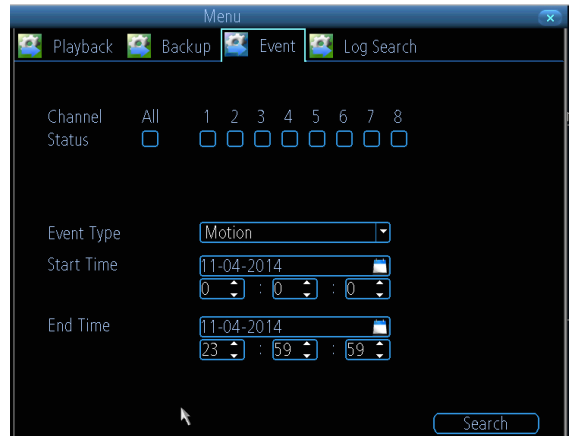 Menu
Playback Backup Event Log Search
Channel All 1 2 3 4 5 6 7 8
Status
Event Type Motion
Start Time 11-04-2014
0 : 0 : 0
End Time 11-04-2014
23 : 59 : 59
Search